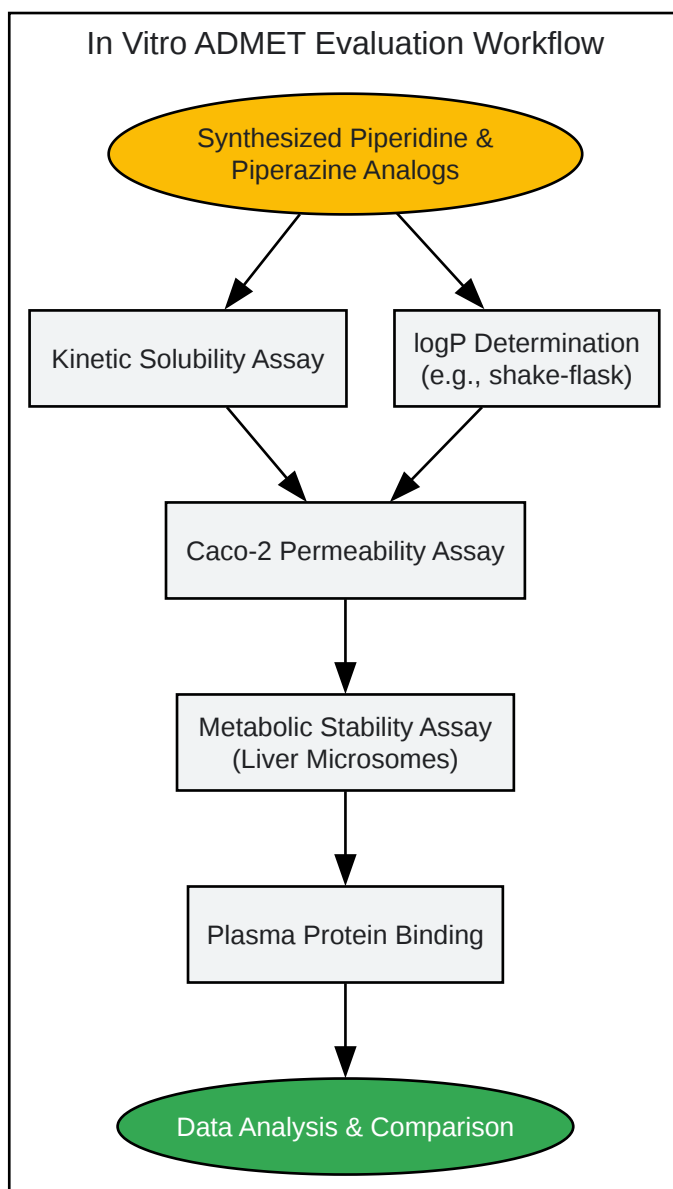 In Vitro ADMET Evaluation Workflow
Synthesized Piperidine &
Piperazine Analogs
Kinetic Solubility Assay
logP Determination
(e.g., shake-flask)
Caco-2 Permeability Assay
Metabolic Stability Assay
(Liver Microsomes)
Plasma Protein Binding
Data Analysis & Comparison